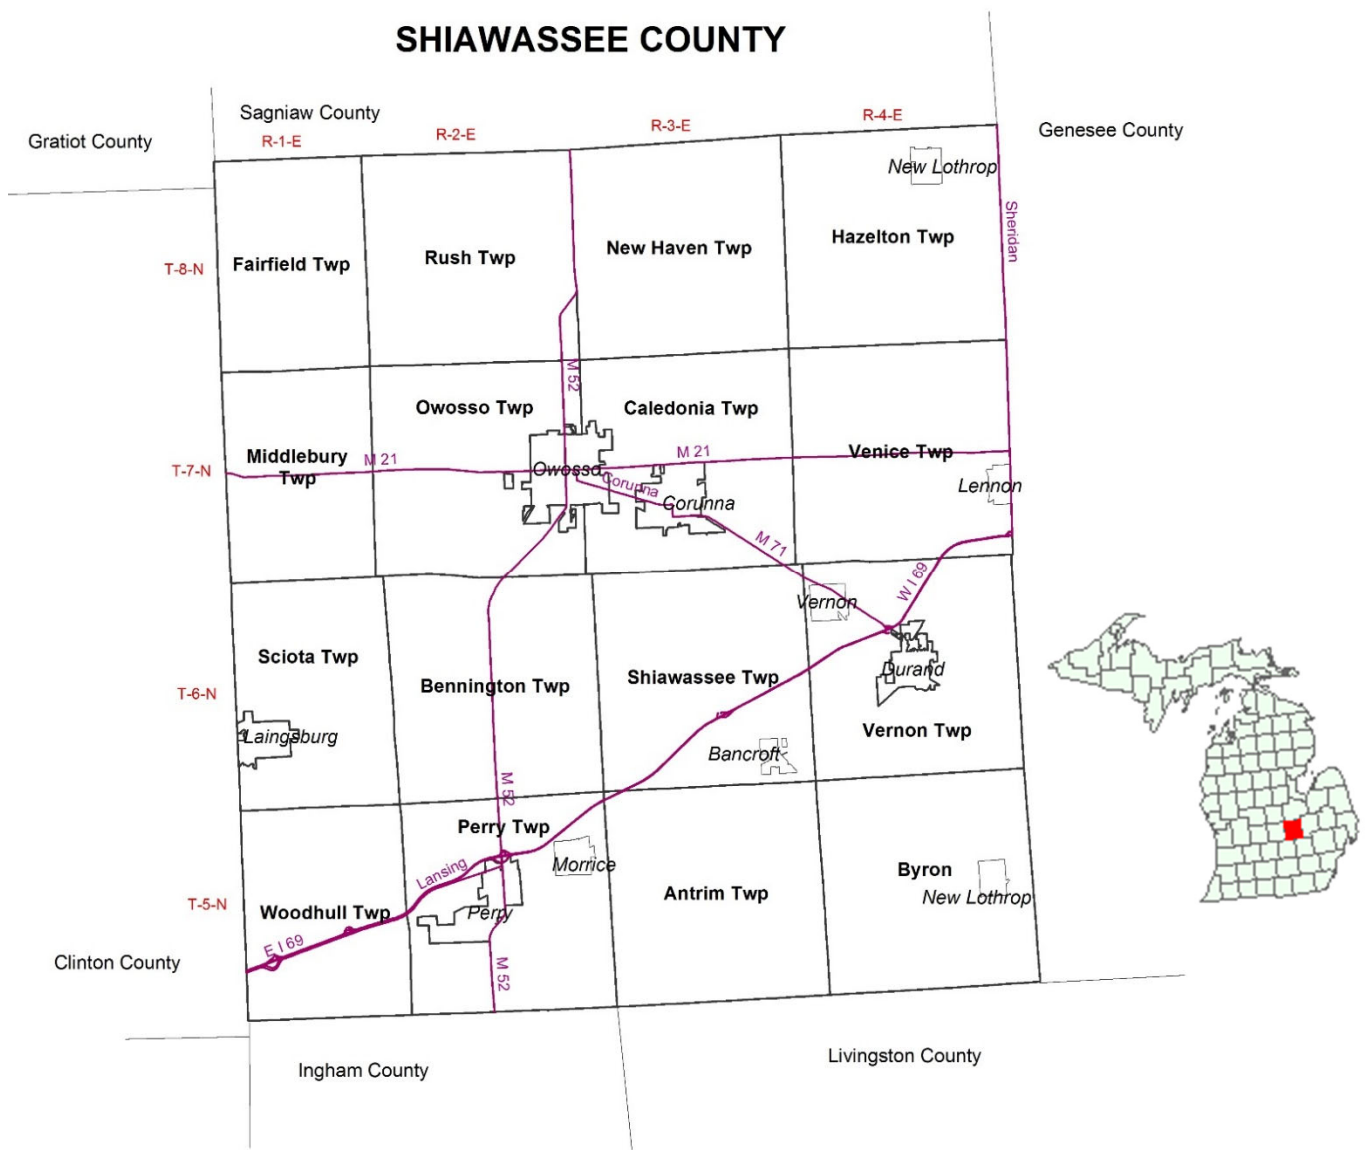 SHIAWASSEE COUNTY
Sagniaw County
Gratiot County
Genesee County
R-1-E
R-2-E
R-3-E
R-4-E
New Lothrop
Sheridan
T-8-N
Fairfield Twp
Rush Twp
New Haven Twp
Hazelton Twp
M 52
Owosso Twp
Caledonia Twp
T-7-N
Middlebury
Twp
M 21
Owosso
M 21
Venice Twp
Corunna
Corunna
Lennon
M 71
W I 69
Vernon
T-6-N
Sciota Twp
Bennington Twp
Shiawassee Twp
Durand
Laingsburg
Bancroft
Vernon Twp
M 52
Perry Twp
Lansing
Morrice
T-5-N
Woodhull Twp
Perry
Antrim Twp
Byron
New Lothrop
E I 69
M 52
Clinton County
Ingham County
Livingston County